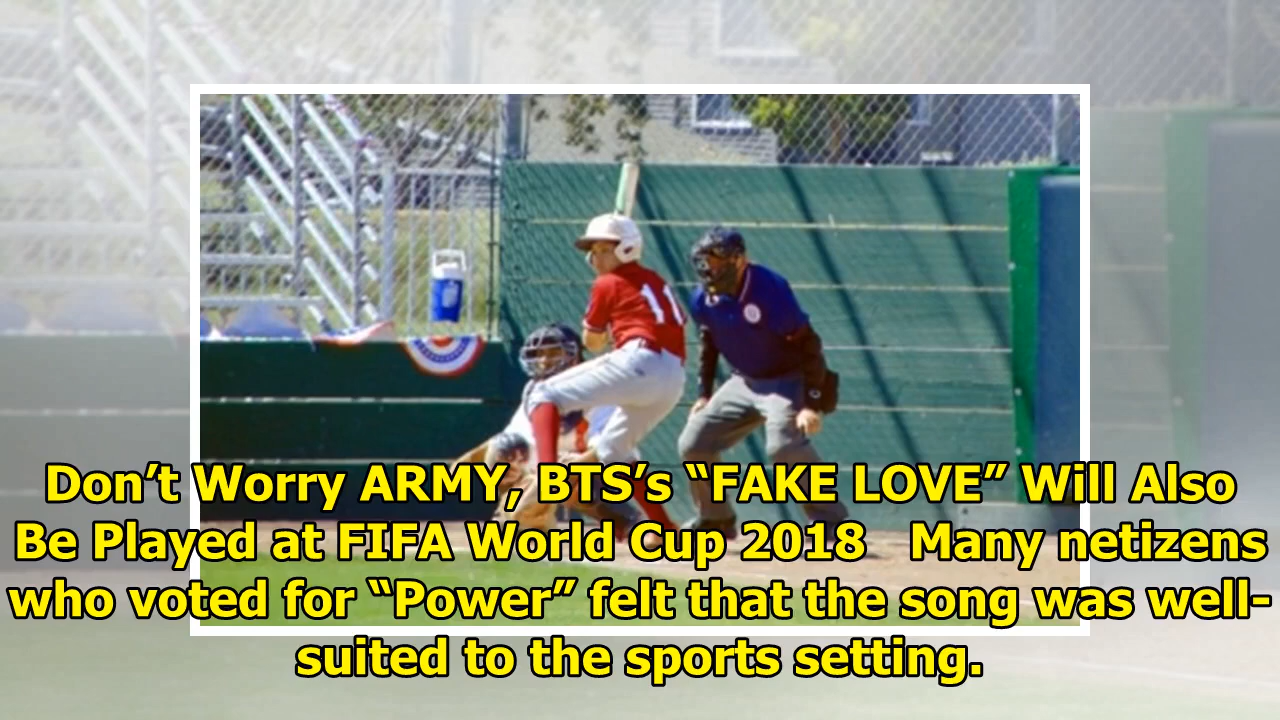 11
Don’t Worry ARMY, BTS’s “FAKE LOVE” Will Also
Be Played at FIFA World Cup 2018   Many netizens
who voted for “Power” felt that the song was well-
suited to the sports setting.